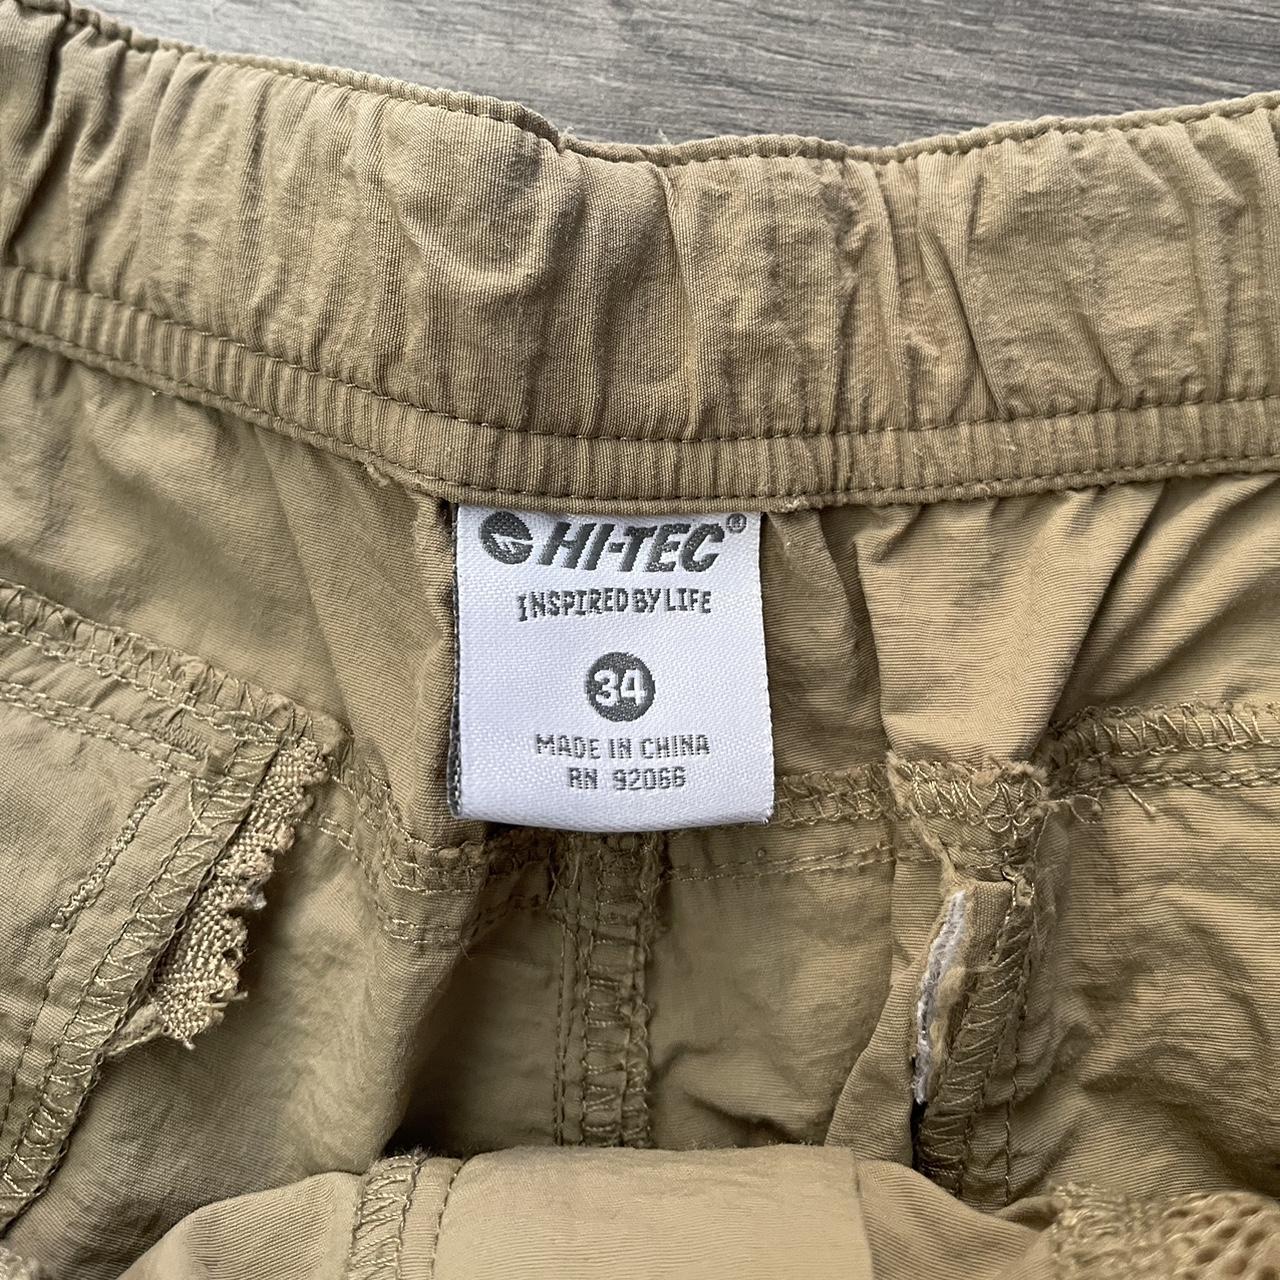 HI-TEC®
INSPIRED BY LIFE
34
MADE IN CHINA
RN 92066